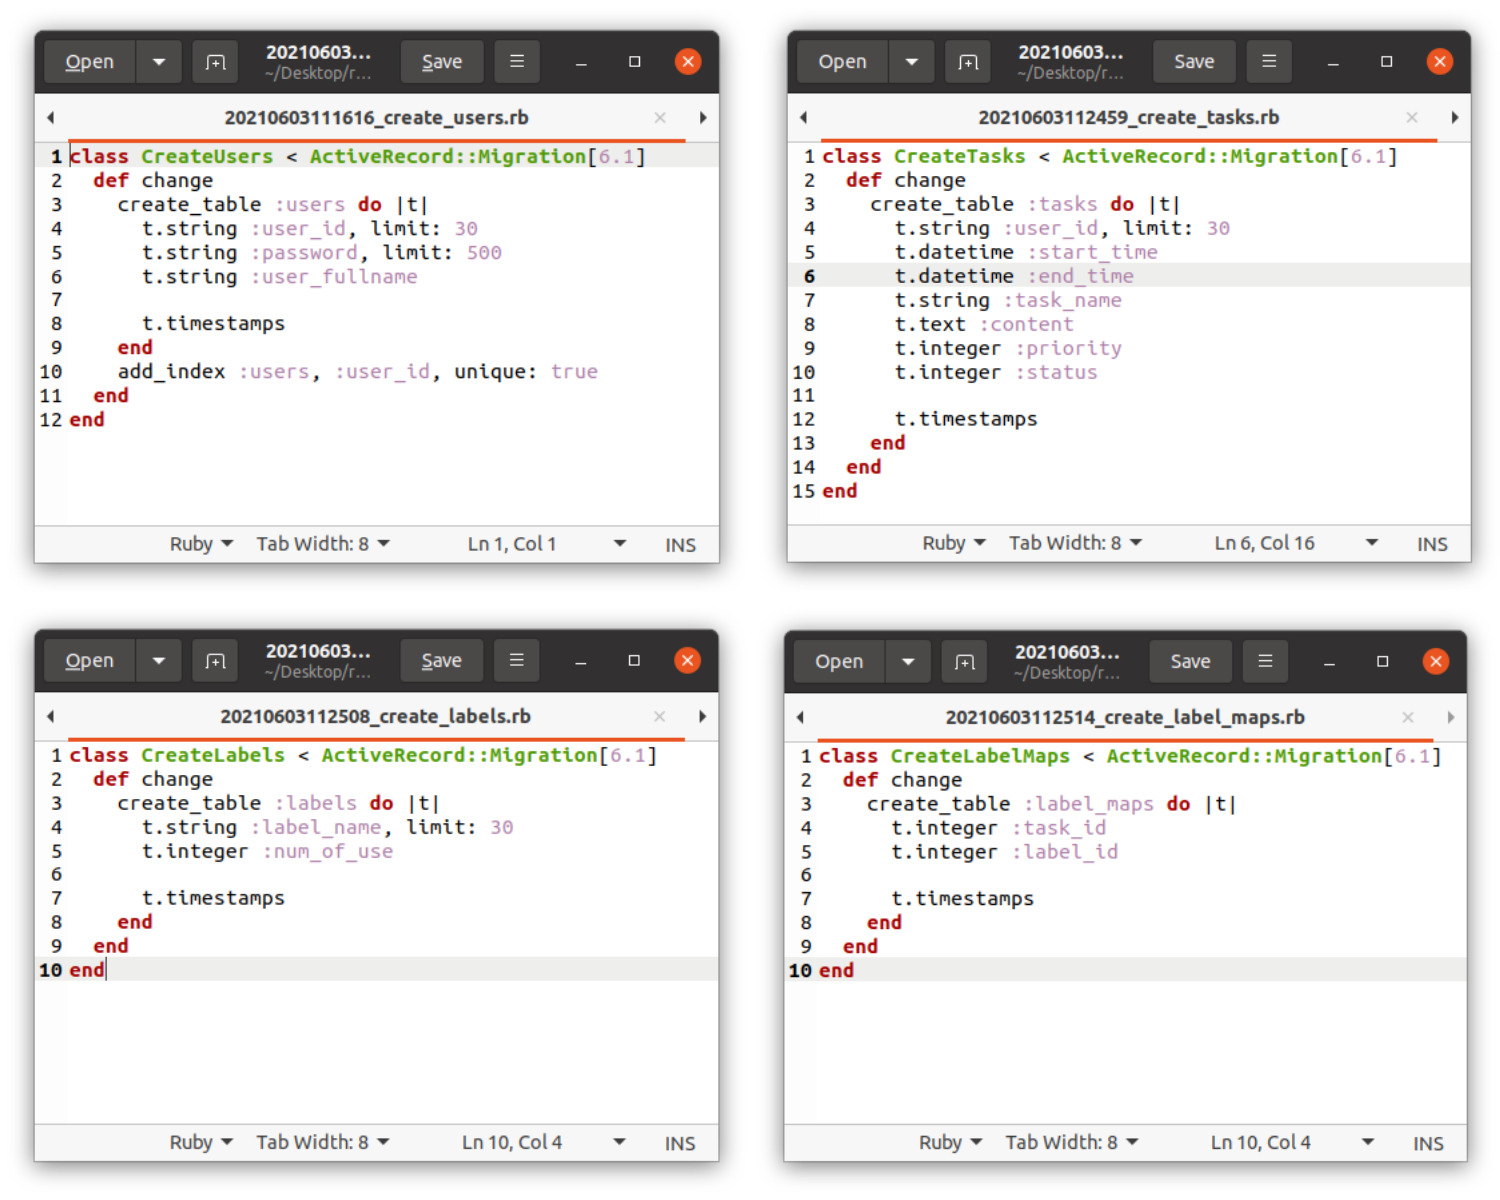 Open 20210603... Save
~/Desktop/r...
20210603111616_create_users.rb ×
1 class CreateUsers < ActiveRecord::Migration[6.1]
2   def change
3     create_table :users do |t|
4       t.string :user_id, limit: 30
5       t.string :password, limit: 500
6       t.string :user_fullname
7
8       t.timestamps
9     end
10     add_index :users, :user_id, unique: true
11   end
12 end
Ruby Tab Width: 8 Ln 1, Col 1 INS
Open 20210603... Save
~/Desktop/r...
20210603112459_create_tasks.rb ×
1 class CreateTasks < ActiveRecord::Migration[6.1]
2   def change
3     create_table :tasks do |t|
4       t.string :user_id, limit: 30
5       t.datetime :start_time
6       t.datetime :end_time
7       t.string :task_name
8       t.text :content
9       t.integer :priority
10       t.integer :status
11
12       t.timestamps
13     end
14   end
15 end
Ruby Tab Width: 8 Ln 6, Col 16 INS
Open 20210603... Save
~/Desktop/r...
20210603112508_create_labels.rb ×
1 class CreateLabels < ActiveRecord::Migration[6.1]
2   def change
3     create_table :labels do |t|
4       t.string :label_name, limit: 30
5       t.integer :num_of_use
6
7       t.timestamps
8     end
9   end
10 end
Ruby Tab Width: 8 Ln 10, Col 4 INS
Open 20210603... Save
~/Desktop/r...
20210603112514_create_label_maps.rb ×
1 class CreateLabelMaps < ActiveRecord::Migration[6.1]
2   def change
3     create_table :label_maps do |t|
4       t.integer :task_id
5       t.integer :label_id
6
7       t.timestamps
8     end
9   end
10 end
Ruby Tab Width: 8 Ln 10, Col 4 INS